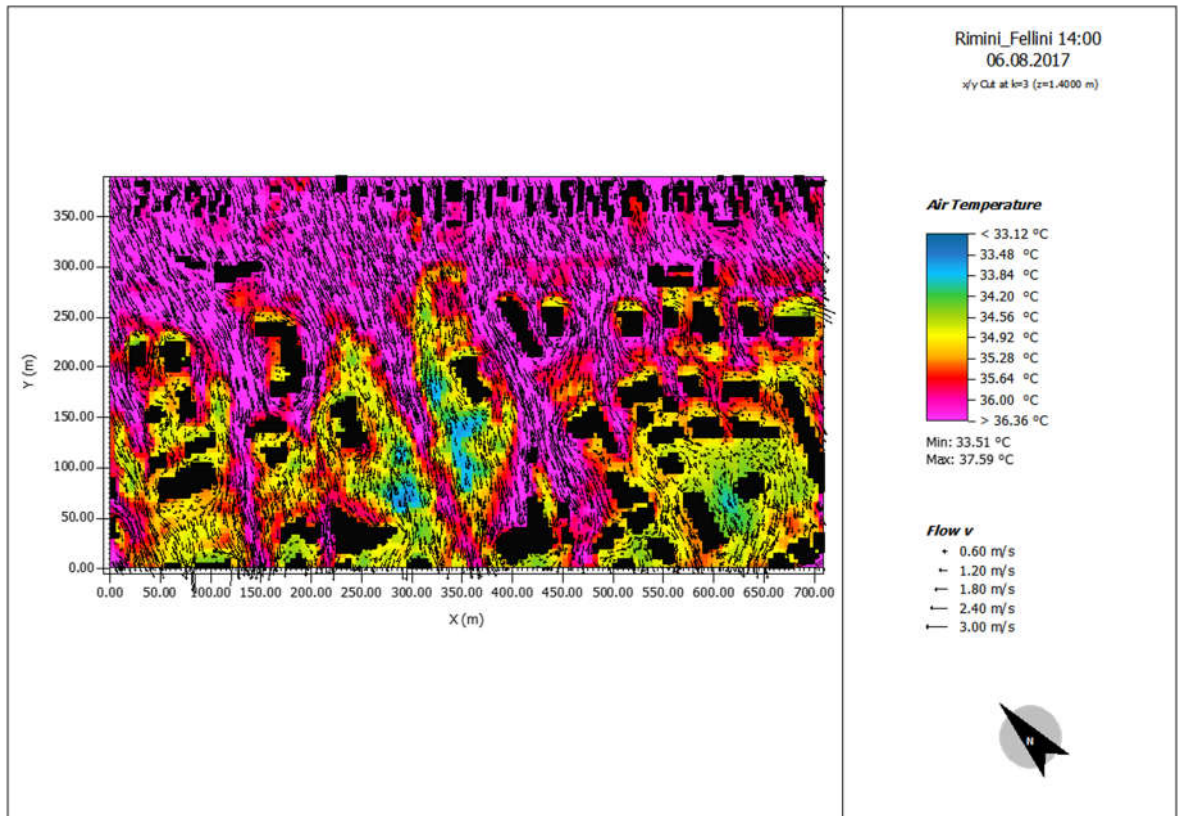 Rimini_Fellini 14:00
06.08.2017
x/y Cut at k=3 (z=1.4000 m)
Y (m)
350.00
300.00
250.00
200.00
150.00
100.00
50.00
0.00
0.00 50.00 100.00 150.00 200.00 250.00 300.00 350.00 400.00 450.00 500.00 550.00 600.00 650.00 700.00
X (m)
Air Temperature
< 33.12 °C
33.48 °C
33.84 °C
34.20 °C
34.56 °C
34.92 °C
35.28 °C
35.64 °C
36.00 °C
> 36.36 °C
Min: 33.51 °C
Max: 37.59 °C
Flow v
0.60 m/s
1.20 m/s
1.80 m/s
2.40 m/s
3.00 m/s
N